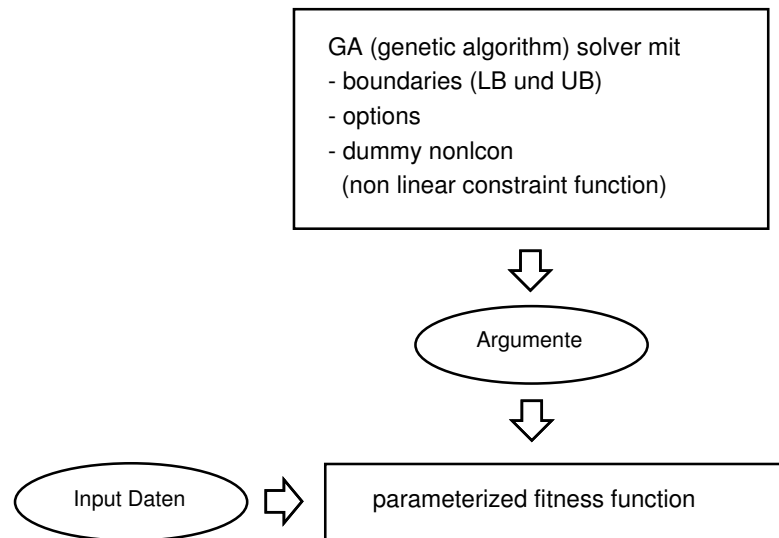 GA (genetic algorithm) solver mit
- boundaries (LB und UB)
- options
- dummy nonlcon
(non linear constraint function)
Argumente
Input Daten
parameterized fitness function